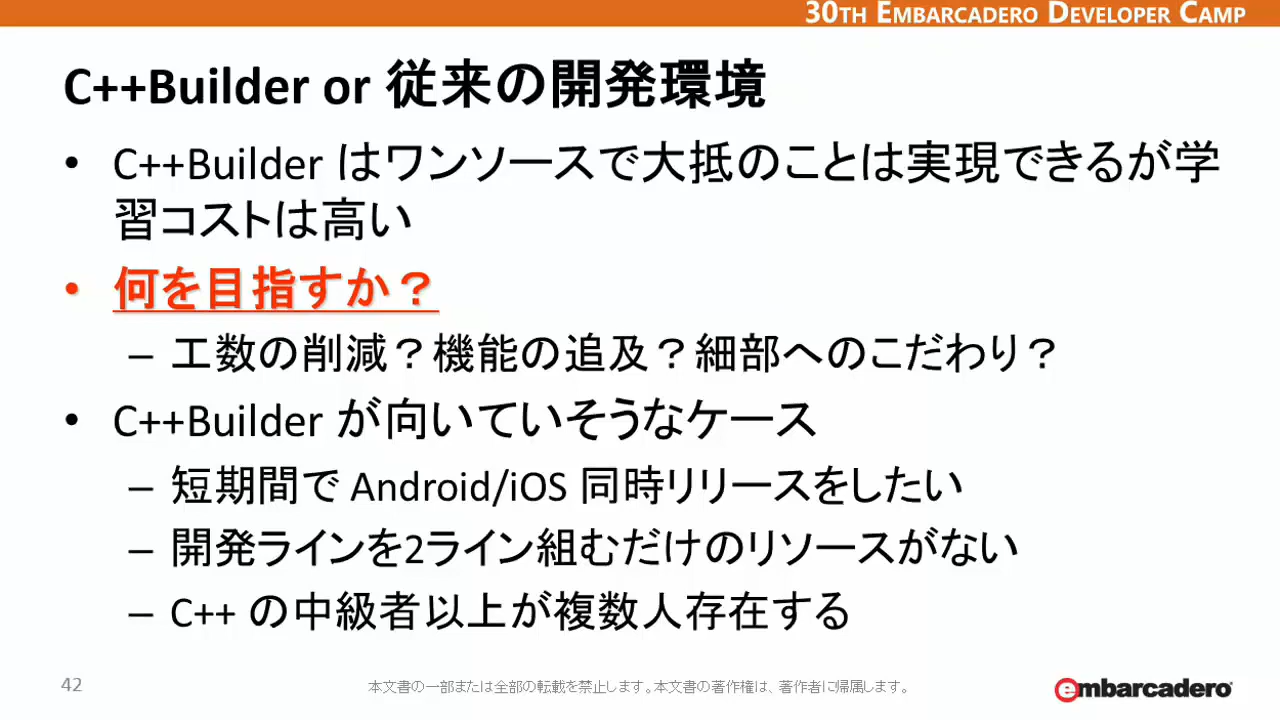 30TH EMBARCADERO DEVELOPER CAMP
C++Builder or 従来の開発環境
• C++Builder はワンソースで大抵のことは実現できるが学
習コストは高い
• 何を目指すか？
– 工数の削減？機能の追及？細部へのこだわり？
• C++Builder が向いていそうなケース
– 短期間で Android/iOS 同時リリースをしたい
– 開発ラインを2ライン組むだけのリソースがない
– C++ の中級者以上が複数人存在する
42
本文書の一部または全部の転載を禁止します。本文書の著作権は、著作者に帰属します。
embarcadero